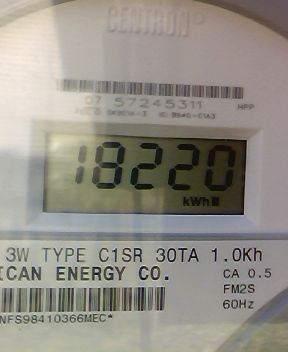 CENTRON®
07 57245311 HPP
18220
kWh
3W TYPE C1SR 30TA 1.0Kh
ICAN ENERGY CO. CA 0.5
FM2S
60Hz
NFS98410366MEC*